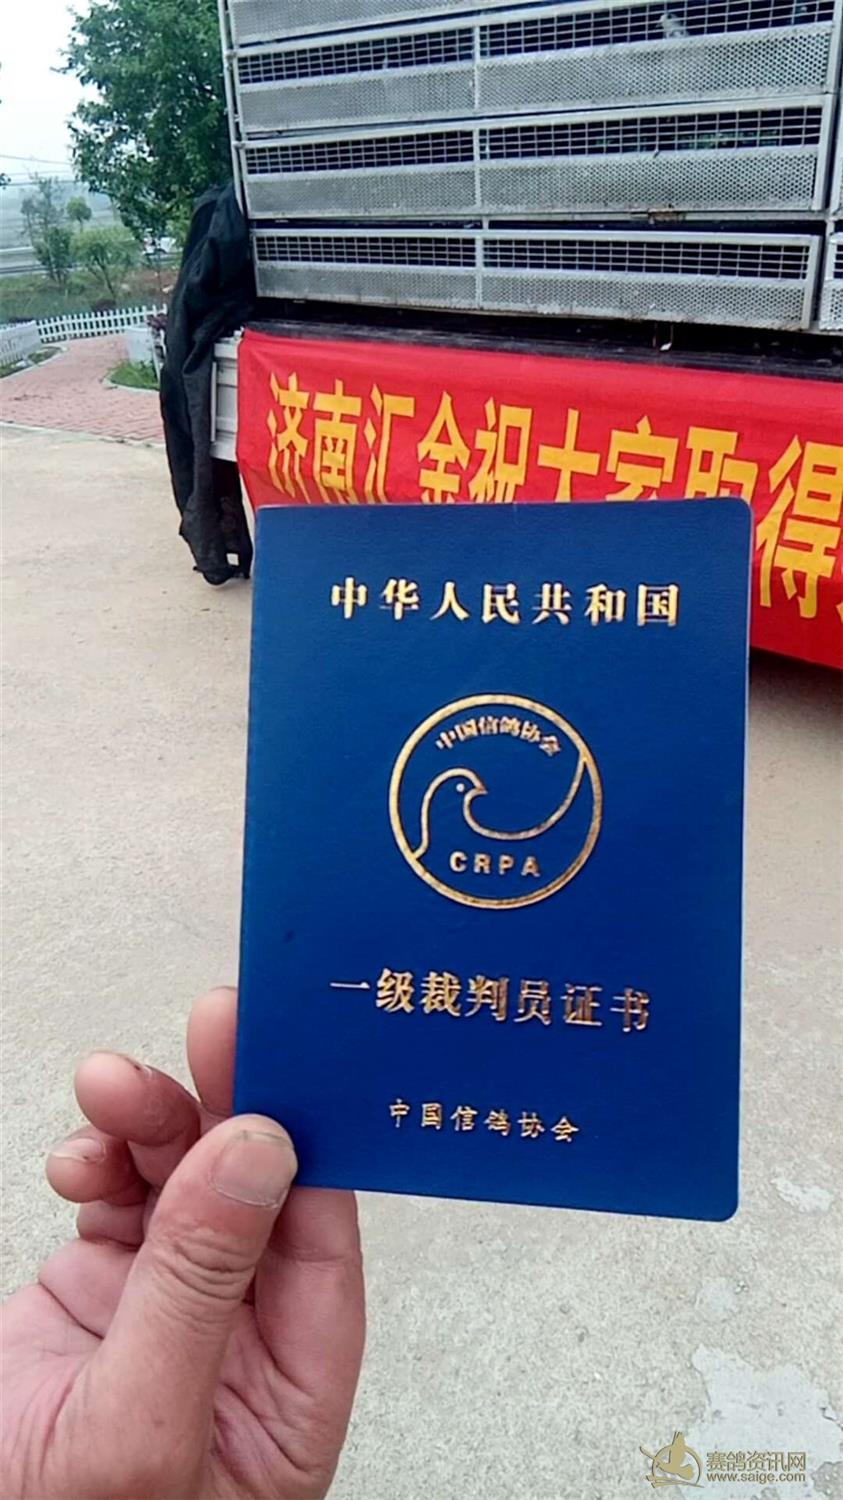 济南汇金祝大家取得
中华人民共和国
中国信鸽协会
CRPA
一级裁判员证书
中国信鸽协会
赛鸽资讯网
www.saige.com